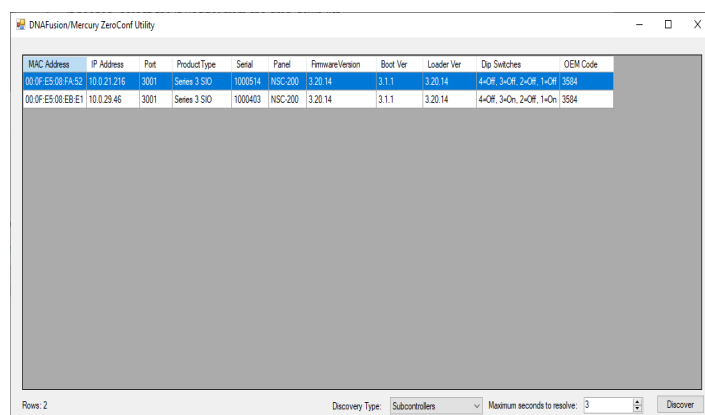 DNAFusion/Mercury ZeroConf Utility
MAC Address IP Address Port ProductType Serial Panel FirmwareVersion Boot Ver Loader Ver Dip Switches OEM Code
00:0F:E5:08:FA:52 10.0.21.216 3001 Series 3 SIO 1000514 NSC-200 3.20.14 3.1.1 3.20.14 4=Off, 3=Off, 2=Off, 1=Off 3584
00:0F:E5:08:EB:E1 10.0.29.46 3001 Series 3 SIO 1000403 NSC-200 3.20.14 3.1.1 3.20.14 4=Off, 3=On, 2=Off, 1=On 3584
Rows: 2 Discovery Type: Subcontrollers Maximum seconds to resolve: 3 Discover